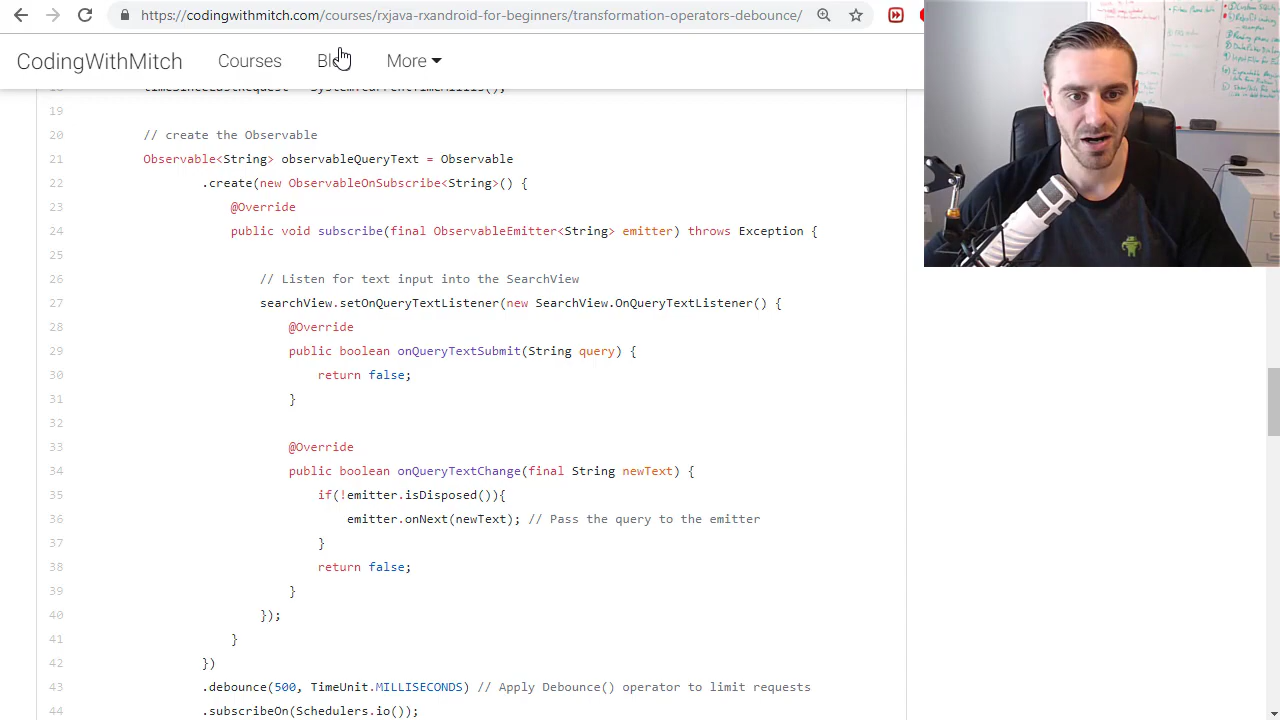 https://codingwithmitch.com/courses/rxjava-rxandroid-for-beginners/transformation-operators-debounce/
CodingWithMitch
Courses
More
19
20 // create the Observable
21 Observable<String> observableQueryText = Observable
22 .create(new ObservableOnSubscribe<String>() {
23 @Override
24 public void subscribe(final ObservableEmitter<String> emitter) throws Exception {
25
26 // Listen for text input into the SearchView
27 searchView.setOnQueryTextListener(new SearchView.OnQueryTextListener() {
28 @Override
29 public boolean onQueryTextSubmit(String query) {
30 return false;
31 }
32
33 @Override
34 public boolean onQueryTextChange(final String newText) {
35 if(!emitter.isDisposed()){
36 emitter.onNext(newText); // Pass the query to the emitter
37 }
38 return false;
39 }
40 });
41 }
42 })
43 .debounce(500, TimeUnit.MILLISECONDS) // Apply Debounce() operator to limit requests
44 .subscribeOn(Schedulers.io());